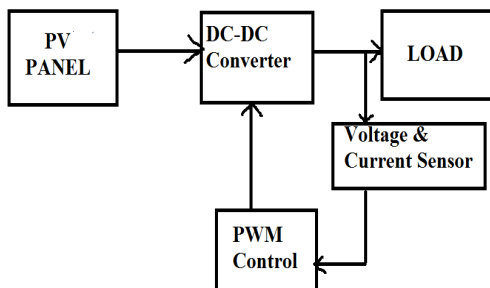 PV
PANEL
DC-DC
Converter
LOAD
Voltage &
Current Sensor
PWM
Control